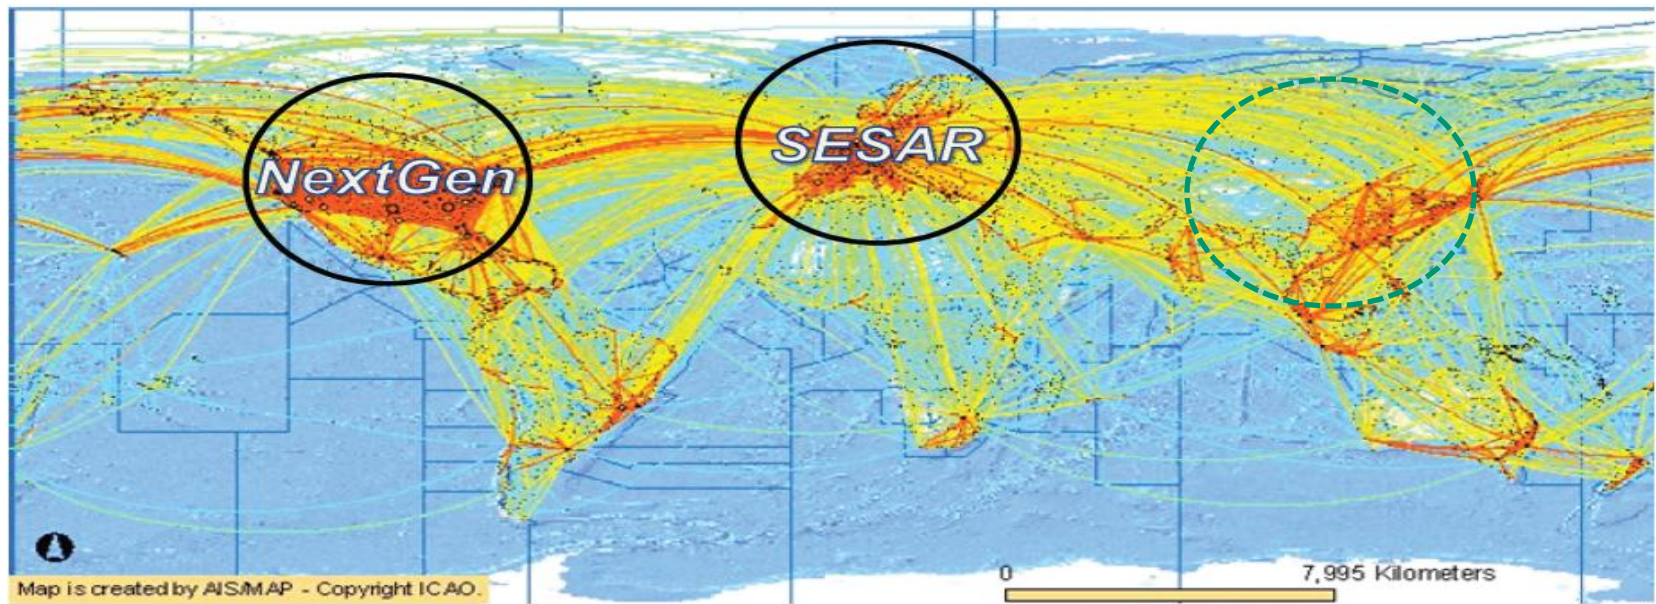 NextGen
SESAR
0 7,995 Kilometers
Map is created by AIS/MAP - Copyright ICAO.